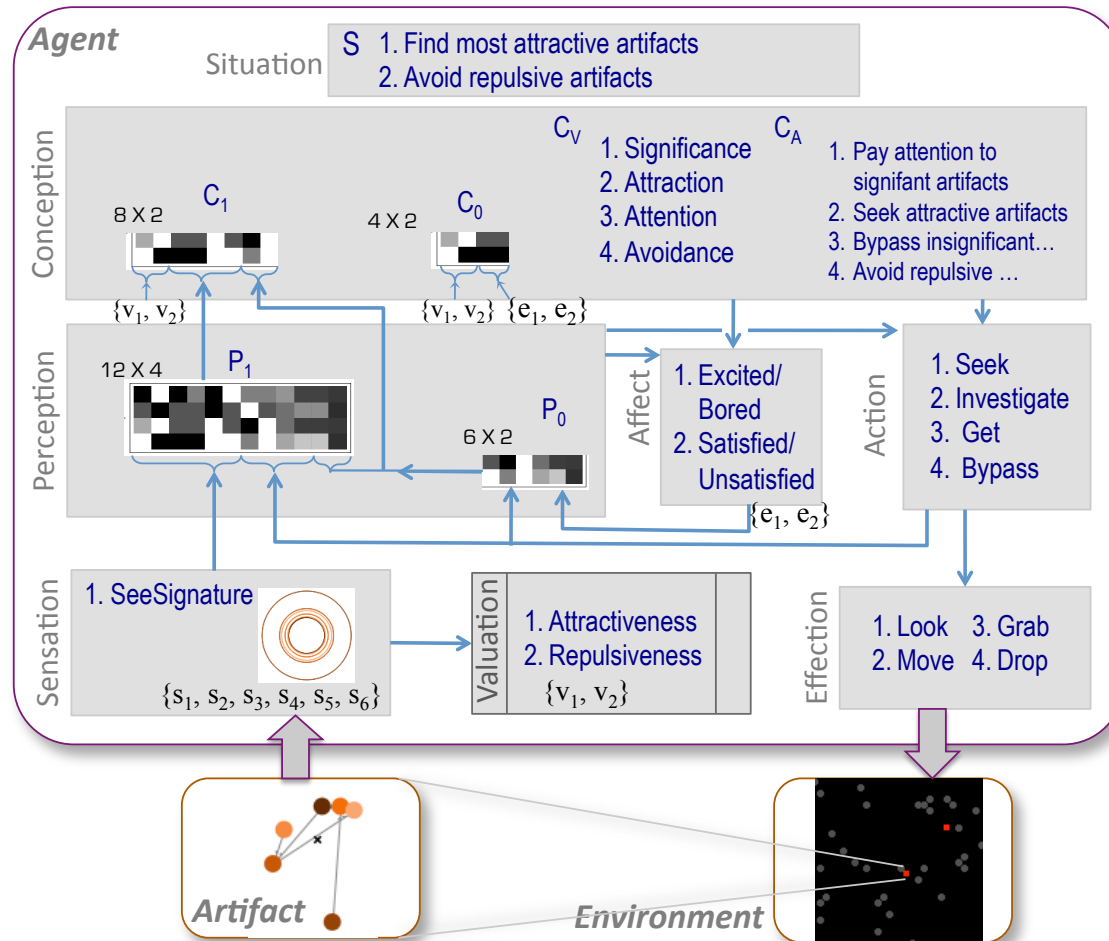 Agent
Situation
S 1. Find most attractive artifacts
2. Avoid repulsive artifacts
Conception
C1
8 X 2
{v1, v2}
C0
4 X 2
{v1, v2} {e1, e2}
CV
1. Significance
2. Attraction
3. Attention
4. Avoidance
CA
1. Pay attention to
signifant artifacts
2. Seek attractive artifacts
3. Bypass insignificant…
4. Avoid repulsive …
Perception
P1
12 X 4
P0
6 X 2
Affect
1. Excited/
Bored
2. Satisfied/
Unsatisfied
{e1, e2}
Action
1. Seek
2. Investigate
3. Get
4. Bypass
Sensation
1. SeeSignature
{s1, s2, s3, s4, s5, s6}
Valuation
1. Attractiveness
2. Repulsiveness
{v1, v2}
Effection
1. Look 3. Grab
2. Move 4. Drop
Artifact
Environment